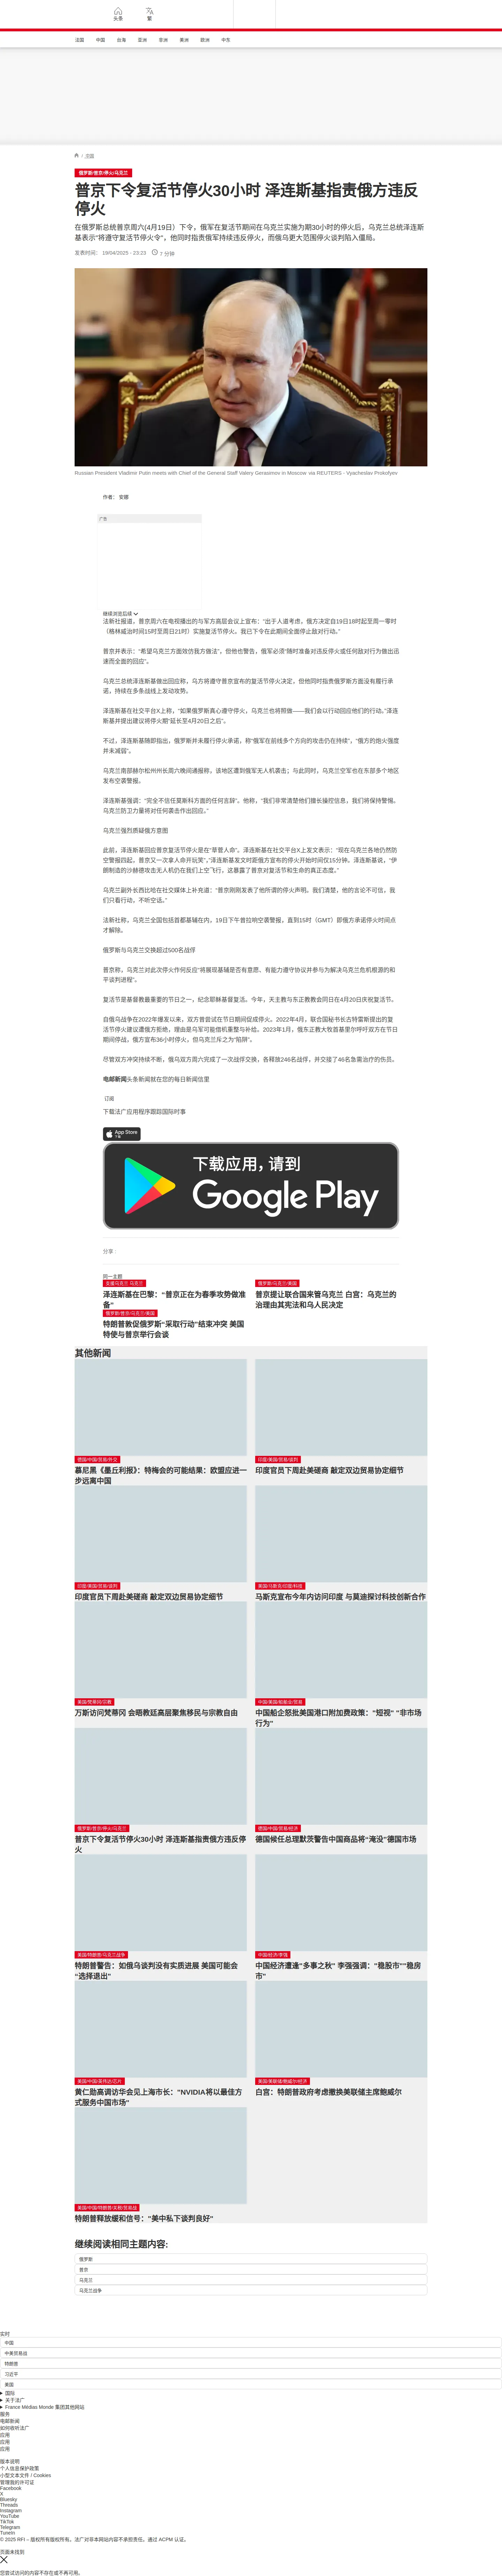 头条
繁
法国
中国
台海
亚洲
非洲
美洲
欧洲
中东
/ 中国
俄罗斯/普京/停火/乌克兰
普京下令复活节停火30小时 泽连斯基指责俄方违反
停火
在俄罗斯总统普京周六(4月19日）下令，俄军在复活节期间在乌克兰实施为期30小时的停火后，乌克兰总统泽连斯
基表示"将遵守复活节停火令"，他同时指责俄军持续违反停火，而俄乌更大范围停火谈判陷入僵局。
发表时间： 19/04/2025 - 23:23 7 分钟
Russian President Vladimir Putin meets with Chief of the General Staff Valery Gerasimov in Moscow via REUTERS - Vyacheslav Prokofyev
作者： 安娜
广告
继续浏览后续
法新社报道，普京周六在电视播出的与军方高层会议上宣布：“出于人道考虑，俄方决定自19日18时起至周一零时
（格林威治时间15时至周日21时）实施复活节停火。我已下令在此期间全面停止敌对行动。”
普京并表示：“希望乌克兰方面效仿我方做法”，但他也警告，俄军必须“随时准备对违反停火或任何敌对行为做出迅
速而全面的回应”。
乌克兰总统泽连斯基做出回应称，乌方将遵守普京宣布的复活节停火决定，但他同时指责俄罗斯方面没有履行承
诺，持续在多条战线上发动攻势。
泽连斯基在社交平台X上称，“如果俄罗斯真心遵守停火，乌克兰也将照做——我们会以行动回应他们的行动。”泽连
斯基并提出建议将停火期“延长至4月20日之后”。
不过，泽连斯基随即指出，俄罗斯并未履行停火承诺，称“俄军在前线多个方向的攻击仍在持续”，“俄方的炮火强度
并未减弱”。
乌克兰南部赫尔松州州长周六晚间通报称，该地区遭到俄军无人机袭击；与此同时，乌克兰空军也在东部多个地区
发布空袭警报。
泽连斯基强调：“完全不信任莫斯科方面的任何言辞”。他称，“我们非常清楚他们擅长操控信息，我们将保持警惕。
乌克兰防卫力量将对任何袭击作出回应。”
乌克兰强烈质疑俄方意图
此前，泽连斯基回应普京复活节停火是在“草菅人命”。泽连斯基在社交平台X上发文表示：“现在乌克兰各地仍然防
空警报四起，普京又一次拿人命开玩笑”。”泽连斯基发文时距俄方宣布的停火开始时间仅15分钟。泽连斯基说，“伊
朗制造的沙赫德攻击无人机仍在我们上空飞行，这暴露了普京对复活节和生命的真正态度。”
乌克兰副外长西比哈在社交媒体上补充道：“普京刚刚发表了他所谓的停火声明。我们清楚，他的言论不可信，我
们只看行动，不听空话。”
法新社称，乌克兰全国包括首都基辅在内，19日下午曾拉响空袭警报，直到15时（GMT）即俄方承诺停火时间点
才解除。
俄罗斯与乌克兰交换超过500名战俘
普京称，乌克兰对此次停火作何反应“将展现基辅是否有意愿、有能力遵守协议并参与为解决乌克兰危机根源的和
平谈判进程”。
复活节是基督教最重要的节日之一，纪念耶稣基督复活。今年，天主教与东正教教会同日在4月20日庆祝复活节。
自俄乌战争在2022年爆发以来，双方曾尝试在节日期间促成停火。2022年4月，联合国秘书长古特雷斯提出的复
活节停火建议遭俄方拒绝，理由是乌军可能借机重整与补给。2023年1月，俄东正教大牧首基里尔呼吁双方在节日
期间停战，俄方宣布36小时停火，但乌克兰斥之为“陷阱”。
尽管双方冲突持续不断，俄乌双方周六完成了一次战俘交换，各释放246名战俘，并交接了46名急需治疗的伤员。
电邮新闻头条新闻就在您的每日新闻信里
订阅
下载法广应用程序跟踪国际时事
App Store
下载
下载应用，请到
Google Play
分享 :
同一主题
支援乌克兰 乌克兰
泽连斯基在巴黎："普京正在为春季攻势做准
备"
俄罗斯/乌克兰/美国
普京提让联合国来管乌克兰 白宫：乌克兰的
治理由其宪法和乌人民决定
俄罗斯/普京/乌克兰/美国
特朗普敦促俄罗斯"采取行动"结束冲突 美国
特使与普京举行会谈
其他新闻
德国/中国/贸易/外交
慕尼黑《墨丘利报》：特梅会的可能结果：欧盟应进一
步远离中国
印度/美国/贸易/谈判
印度官员下周赴美磋商 敲定双边贸易协定细节
印度/美国/贸易/谈判
印度官员下周赴美磋商 敲定双边贸易协定细节
美国/马斯克/印度/科技
马斯克宣布今年内访问印度 与莫迪探讨科技创新合作
美国/梵蒂冈/宗教
万斯访问梵蒂冈 会晤教廷高层聚焦移民与宗教自由
中国/美国/船舶业/贸易
中国船企怒批美国港口附加费政策："短视" "非市场
行为"
俄罗斯/普京/停火/乌克兰
普京下令复活节停火30小时 泽连斯基指责俄方违反停
火
德国/中国/贸易/经济
德国候任总理默茨警告中国商品将"淹没"德国市场
美国/特朗普/乌克兰战争
特朗普警告：如俄乌谈判没有实质进展 美国可能会
"选择退出"
中国/经济/李强
中国经济遭逢"多事之秋" 李强强调："稳股市""稳房
市"
美国/中国/英伟达/芯片
黄仁勋高调访华会见上海市长："NVIDIA将以最佳方
式服务中国市场"
美国/美联储/鲍威尔/经济
白宫：特朗普政府考虑撤换美联储主席鲍威尔
美国/中国/特朗普/关税/贸易战
特朗普释放缓和信号："美中私下谈判良好"
继续阅读相同主题内容:
俄罗斯
普京
乌克兰
乌克兰战争
实时
中国
中美贸易战
特朗普
习近平
美国
国际
关于法广
France Médias Monde 集团其他网站
服务
电邮新闻
如何收听法广
应用
应用
应用
版本说明
个人信息保护政策
小型文本文件 / Cookies
管理我的许可证
Facebook
X
Bluesky
Threads
Instagram
YouTube
TikTok
Telegram
TuneIn
© 2025 RFI – 版权所有版权所有。法广对非本网站内容不承担责任。通过 ACPM 认证。
页面未找到
您尝试访问的内容不存在或不再可用。